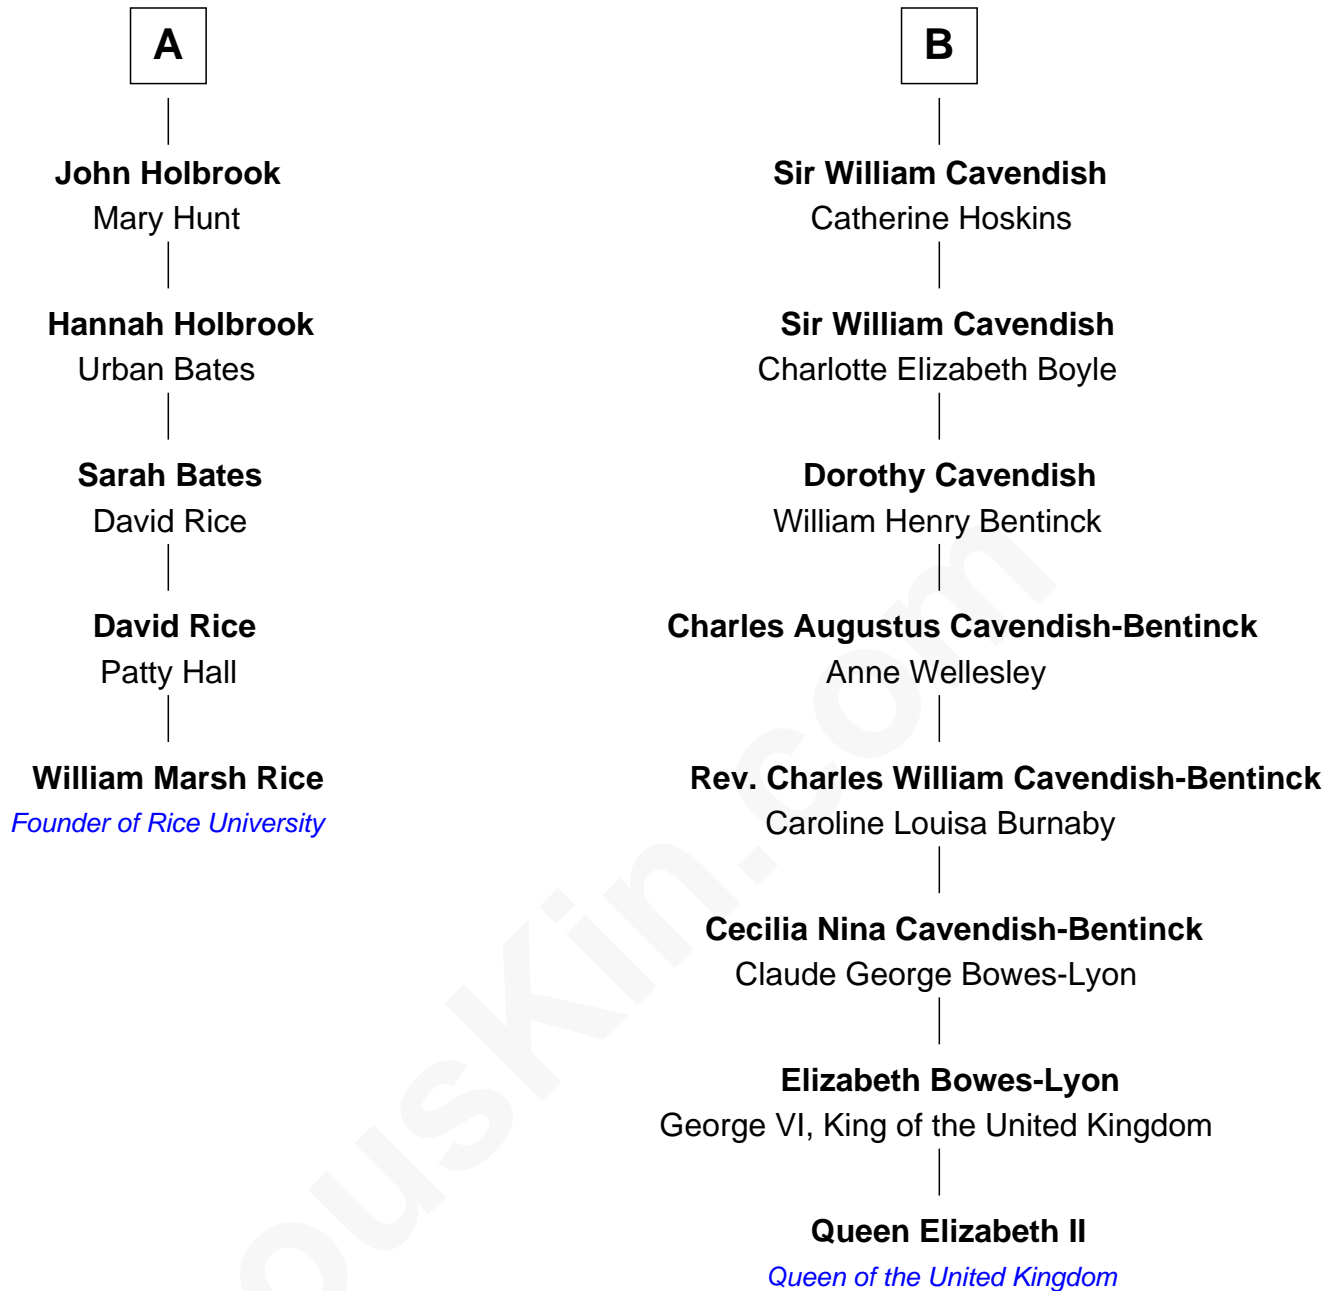 A
John Holbrook
Mary Hunt
Hannah Holbrook
Urban Bates
Sarah Bates
David Rice
David Rice
Patty Hall
William Marsh Rice
Founder of Rice University
B
Sir William Cavendish
Catherine Hoskins
Sir William Cavendish
Charlotte Elizabeth Boyle
Dorothy Cavendish
William Henry Bentinck
Charles Augustus Cavendish-Bentinck
Anne Wellesley
Rev. Charles William Cavendish-Bentinck
Caroline Louisa Burnaby
Cecilia Nina Cavendish-Bentinck
Claude George Bowes-Lyon
Elizabeth Bowes-Lyon
George VI, King of the United Kingdom
Queen Elizabeth II
Queen of the United Kingdom
ousKin.com